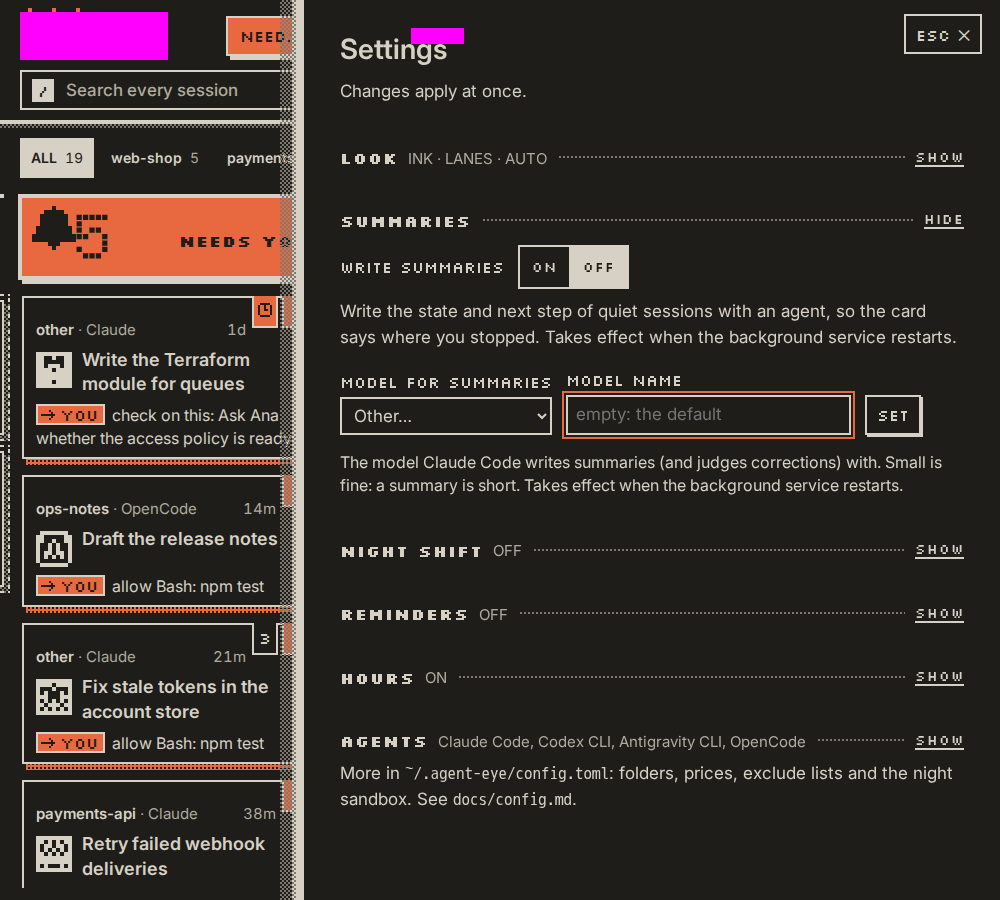 NEED
/ Search every session
ALL 19 web-shop 5 payments
5 NEEDS YO
other · Claude 1d
Write the Terraform
module for queues
→ YOU check on this: Ask Ana
whether the access policy is ready
ops-notes · OpenCode 14m
Draft the release notes
→ YOU allow Bash: npm test
3
other · Claude 21m
Fix stale tokens in the
account store
→ YOU allow Bash: npm test
payments-api · Claude 38m
Retry failed webhook
deliveries
Settings
ESC ×
Changes apply at once.
LOOK INK · LANES · AUTO SHOW
SUMMARIES HIDE
WRITE SUMMARIES ON OFF
Write the state and next step of quiet sessions with an agent, so the card
says where you stopped. Takes effect when the background service restarts.
MODEL FOR SUMMARIES MODEL NAME
Other... empty: the default SET
The model Claude Code writes summaries (and judges corrections) with. Small is
fine: a summary is short. Takes effect when the background service restarts.
NIGHT SHIFT OFF SHOW
REMINDERS OFF SHOW
HOURS ON SHOW
AGENTS Claude Code, Codex CLI, Antigravity CLI, OpenCode SHOW
More in ~/.agent-eye/config.toml: folders, prices, exclude lists and the night
sandbox. See docs/config.md.